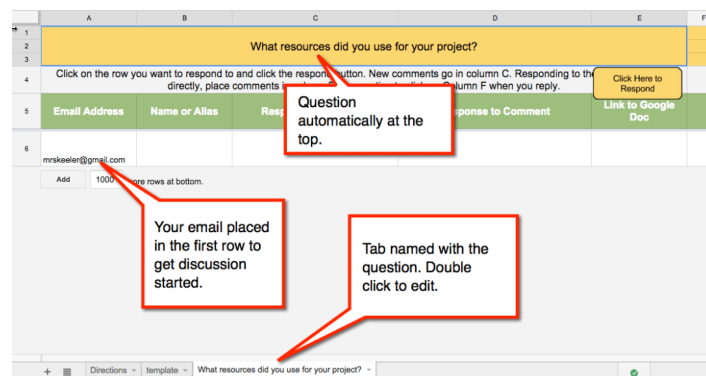 A B C D E F
1
2
3
What resources did you use for your project?
4
Click on the row you want to respond to and click the respond button. New comments go in column C. Responding to the
directly, place comments in column
Column F when you reply.
Click Here to
Respond
5
Email Address
Name or Alias
Resp
ponse to Comment
Link to Google
Doc
Question
automatically at the
top.
6
mrskeeler@gmail.com
Add 1000 more rows at bottom.
Your email placed
in the first row to
get discussion
started.
Tab named with the
question. Double
click to edit.
Directions template What resources did you use for your project?